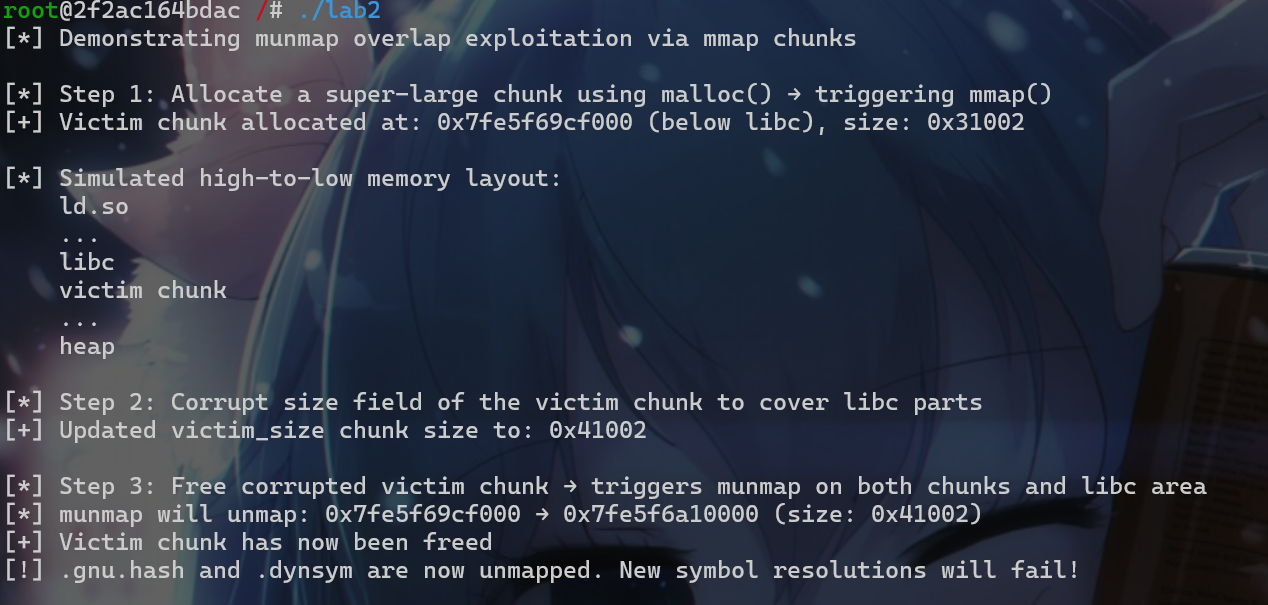 root@2f2ac164bdac /# ./lab2
[*] Demonstrating munmap overlap exploitation via mmap chunks
[*] Step 1: Allocate a super-large chunk using malloc() → triggering mmap()
[+] Victim chunk allocated at: 0x7fe5f69cf000 (below libc), size: 0x31002
[*] Simulated high-to-low memory layout:
ld.so
...
libc
victim chunk
...
heap
[*] Step 2: Corrupt size field of the victim chunk to cover libc parts
[+] Updated victim_size chunk size to: 0x41002
[*] Step 3: Free corrupted victim chunk → triggers munmap on both chunks and libc area
[*] munmap will unmap: 0x7fe5f69cf000 → 0x7fe5f6a10000 (size: 0x41002)
[+] Victim chunk has now been freed
[!] .gnu.hash and .dynsym are now unmapped. New symbol resolutions will fail!